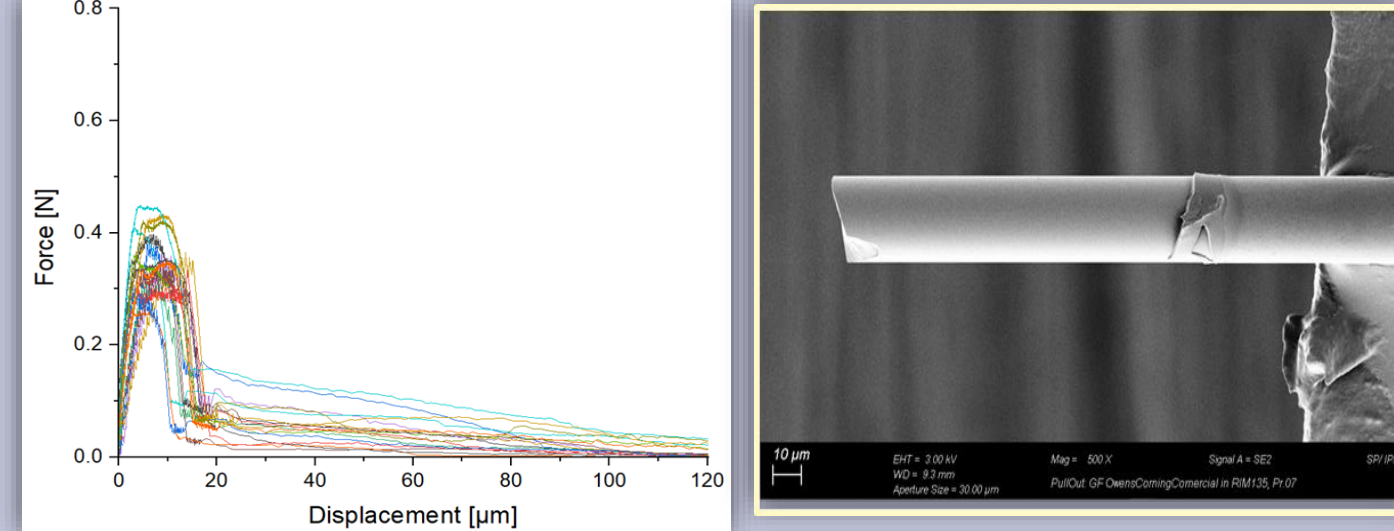 0.8
0.6
0.4
0.2
0.0
Force [N]
0 20 40 60 80 100 120
Displacement [µm]
10 µm
EHT = 3.00 kV Mag = 500 X Signal A = SE2
WD = 9.3 mm
Aperture Size = 30.00 µm PullOut: GF OwensCorningComercial in RIM135, Pr.07
SP/ IP